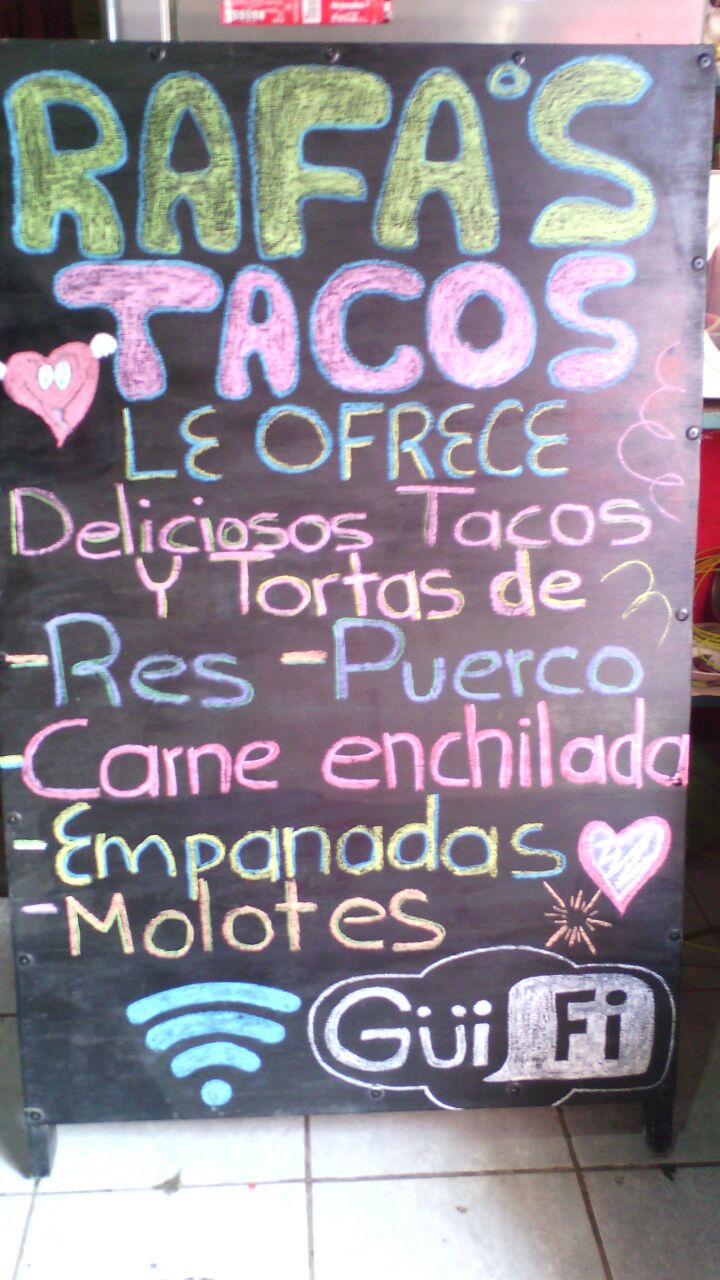 RAFA'S
TACOS
LE OFRECE
Deliciosos Tacos
Y Tortas de
-Res -Puerco
-Carne enchilada
-Empanadas
-Molotes
Güi Fi